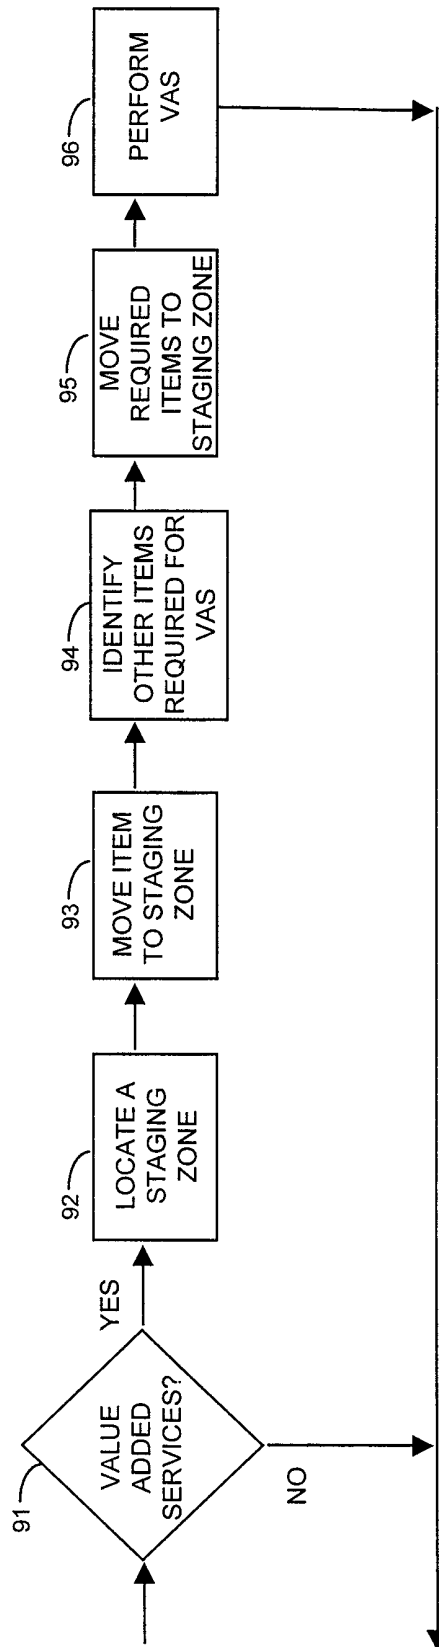 91
VALUE
ADDED
SERVICES?
YES
NO
92
LOCATE A
STAGING
ZONE
93
MOVE ITEM
TO STAGING
ZONE
94
IDENTIFY
OTHER ITEMS
REQUIRED FOR
VAS
95
MOVE
REQUIRED
ITEMS TO
STAGING ZONE
96
PERFORM
VAS